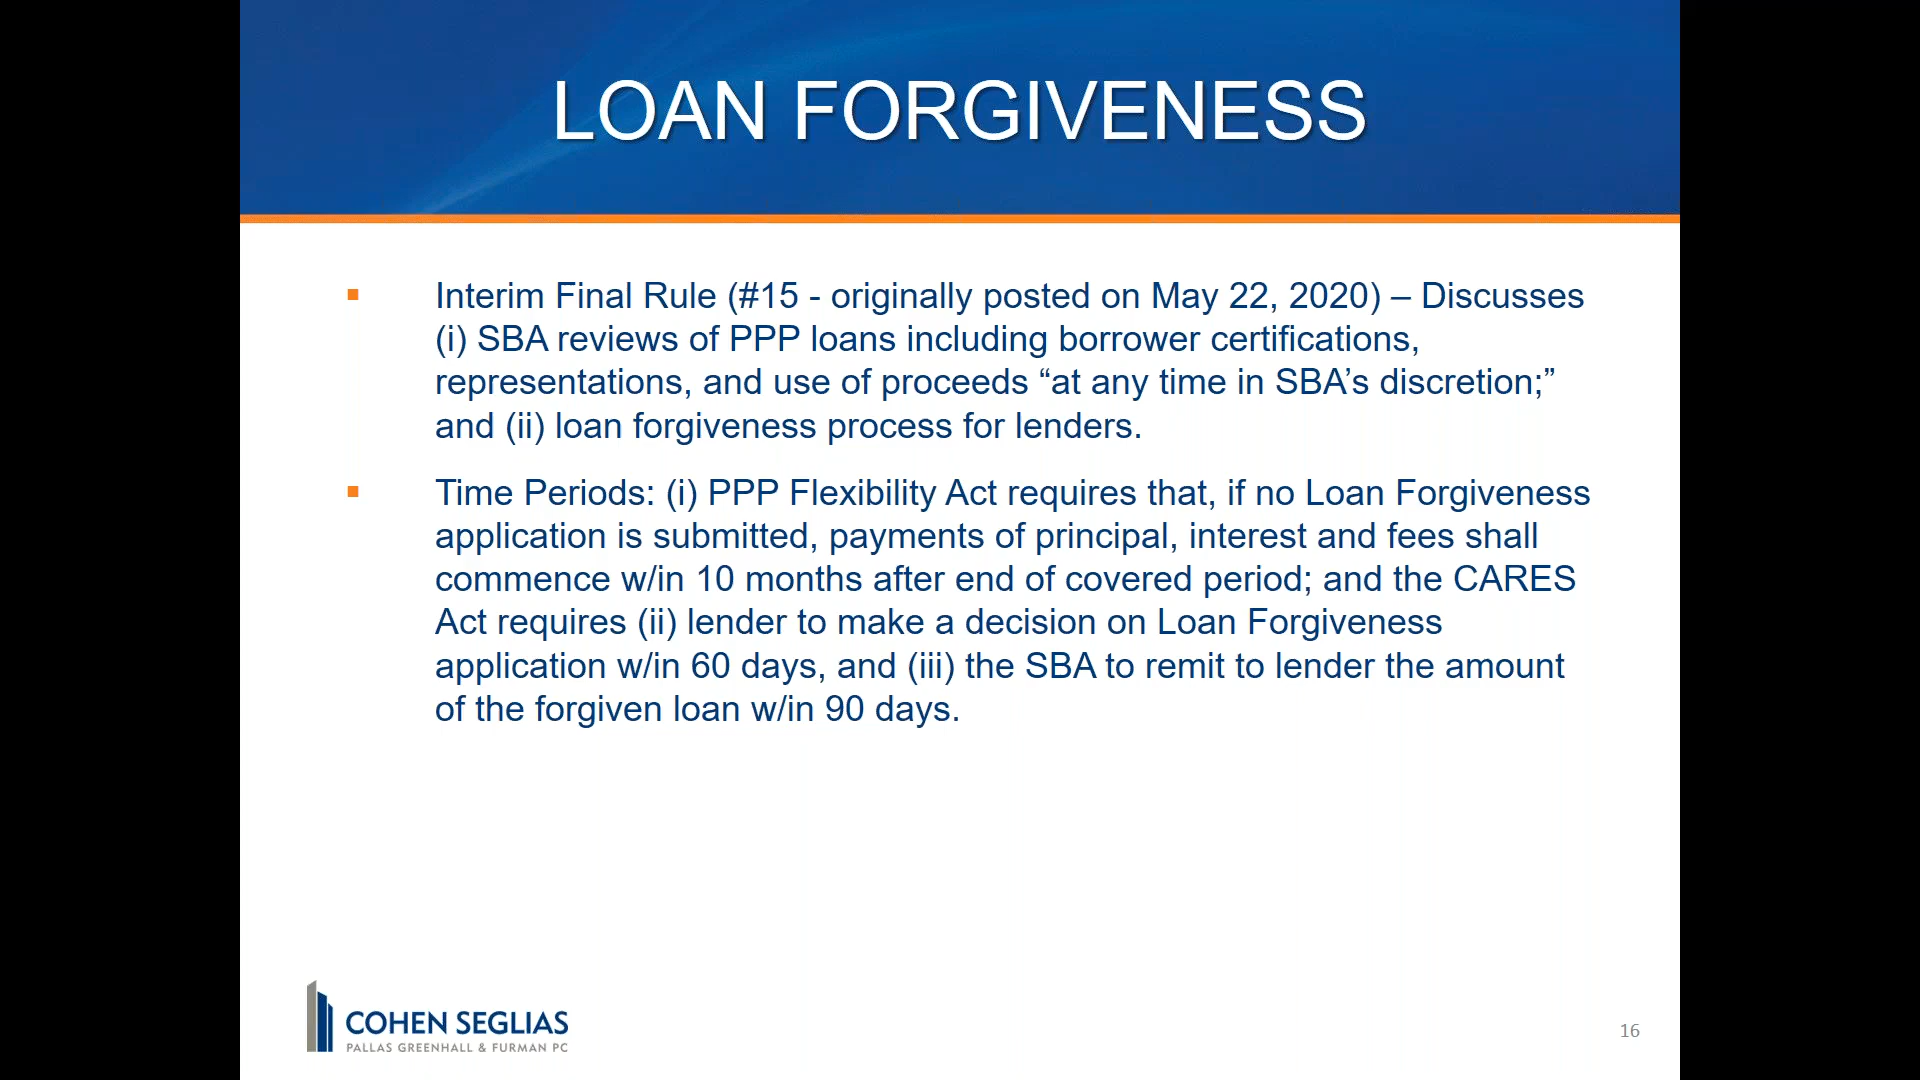 LOAN FORGIVENESS
▪ Interim Final Rule (#15 - originally posted on May 22, 2020) – Discusses
(i) SBA reviews of PPP loans including borrower certifications,
representations, and use of proceeds “at any time in SBA’s discretion;”
and (ii) loan forgiveness process for lenders.
▪ Time Periods: (i) PPP Flexibility Act requires that, if no Loan Forgiveness
application is submitted, payments of principal, interest and fees shall
commence w/in 10 months after end of covered period; and the CARES
Act requires (ii) lender to make a decision on Loan Forgiveness
application w/in 60 days, and (iii) the SBA to remit to lender the amount
of the forgiven loan w/in 90 days.
COHEN SEGLIAS
PALLAS GREENHALL & FURMAN PC
16